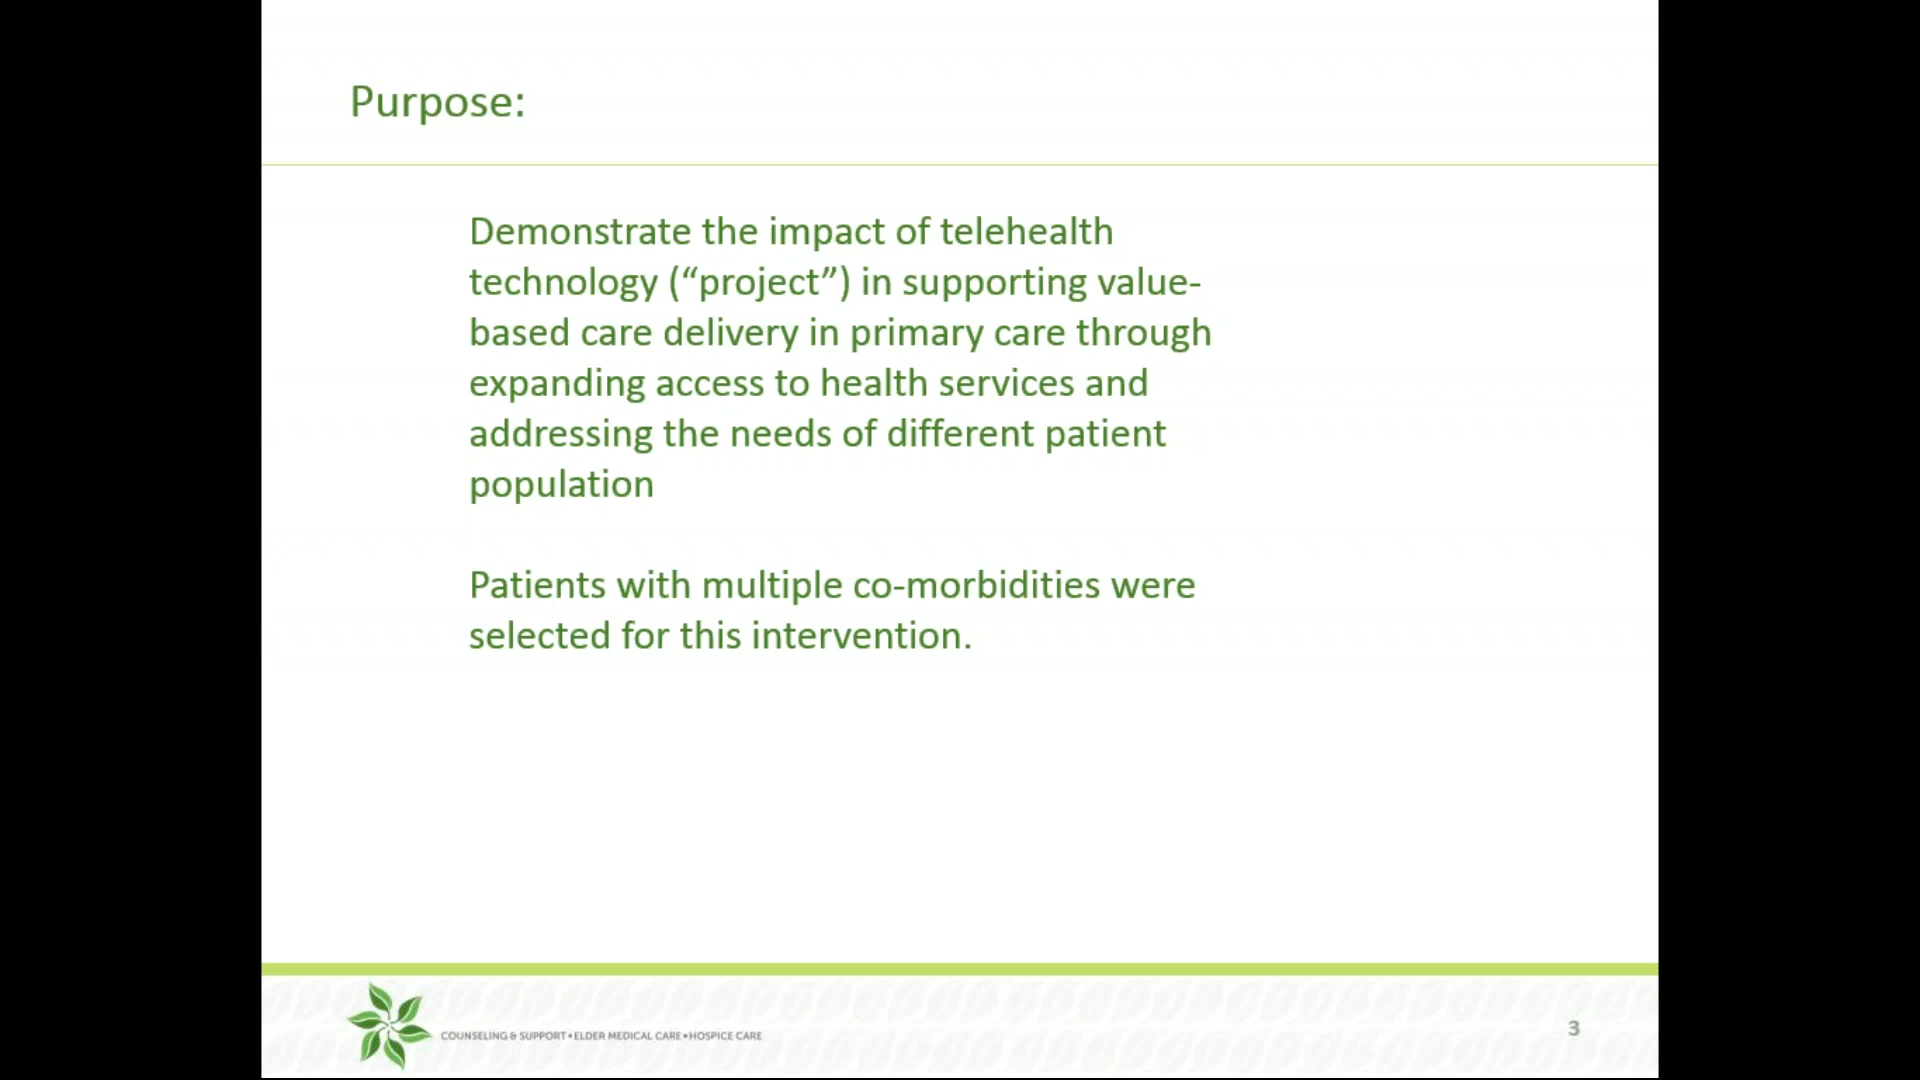 Purpose:
Demonstrate the impact of telehealth
technology (“project”) in supporting value-
based care delivery in primary care through
expanding access to health services and
addressing the needs of different patient
population
Patients with multiple co-morbidities were
selected for this intervention.
COUNSELING & SUPPORT • ELDER MEDICAL CARE • HOSPICE CARE
3